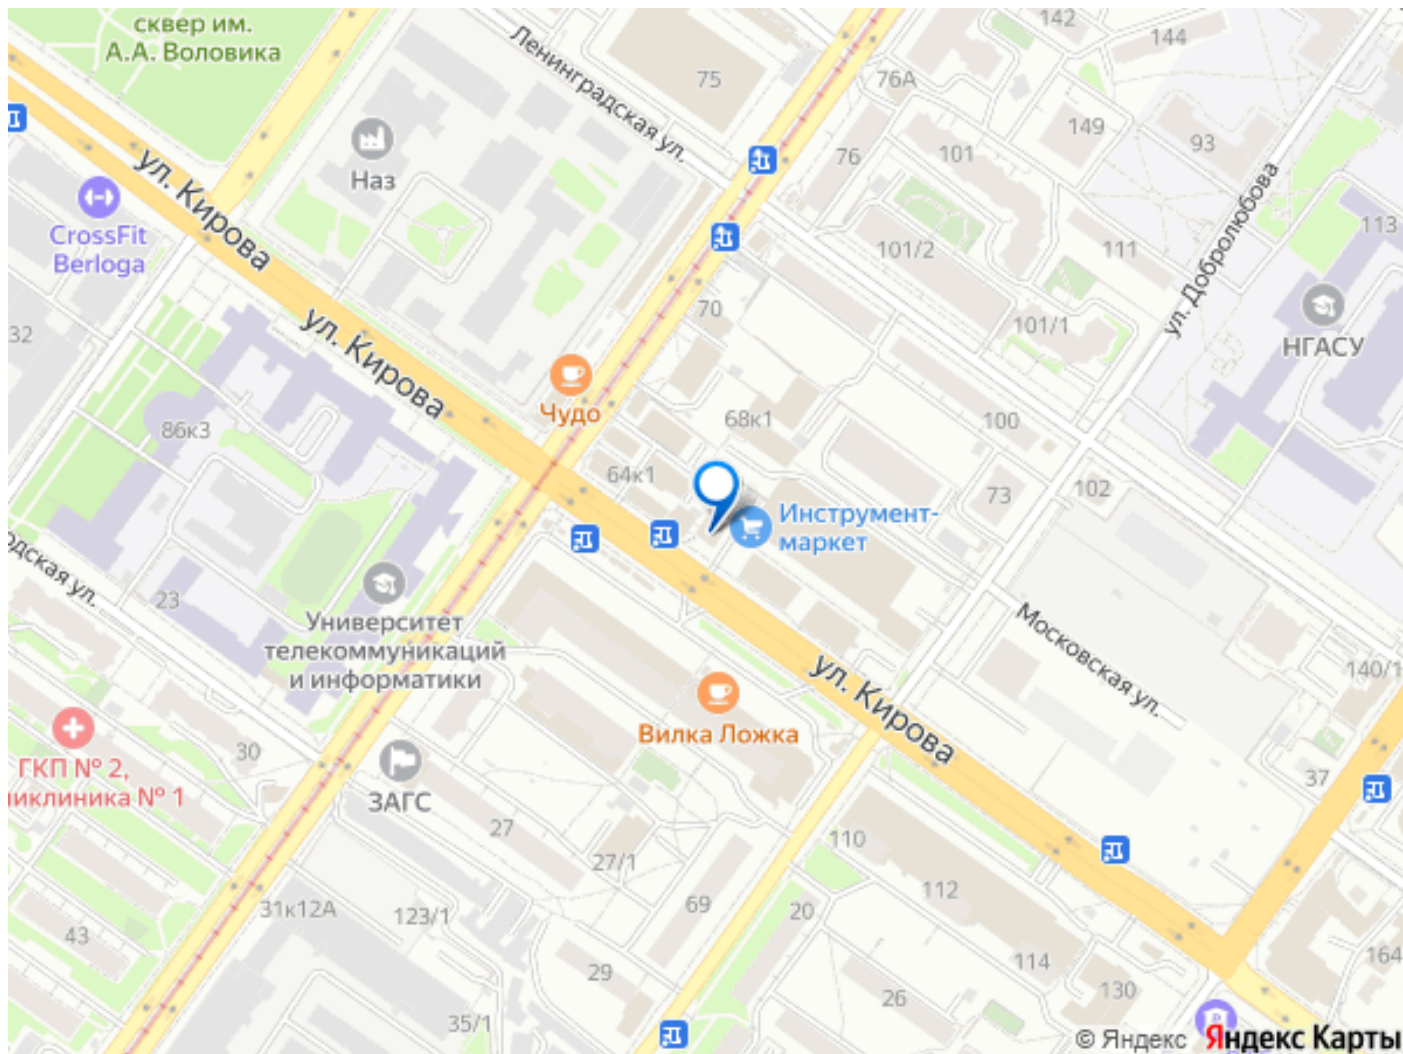 сквер им.
А.А. Воловика
142
144
Ленинградская ул.
75
76А
149
93
76
101
Наз
ул. Кирова
ул. Добролюбова
113
CrossFit
Berloga
101/2
111
70
101/1
32
ул. Кирова
НГАСУ
Чудо
68к1
100
86к3
64к1
73
102
Инструмент-
маркет
одская ул.
23
Университет
телекоммуникаций
и информатики
Московская ул.
140/1
ул. Кирова
Вилка Ложка
30
ГКП № 2,
иклиника № 1
ЗАГС
37
27
27/1
110
112
69
20
31к12А
123/1
43
164
114
29
26
130
35/1
© Яндекс Яндекс Карты